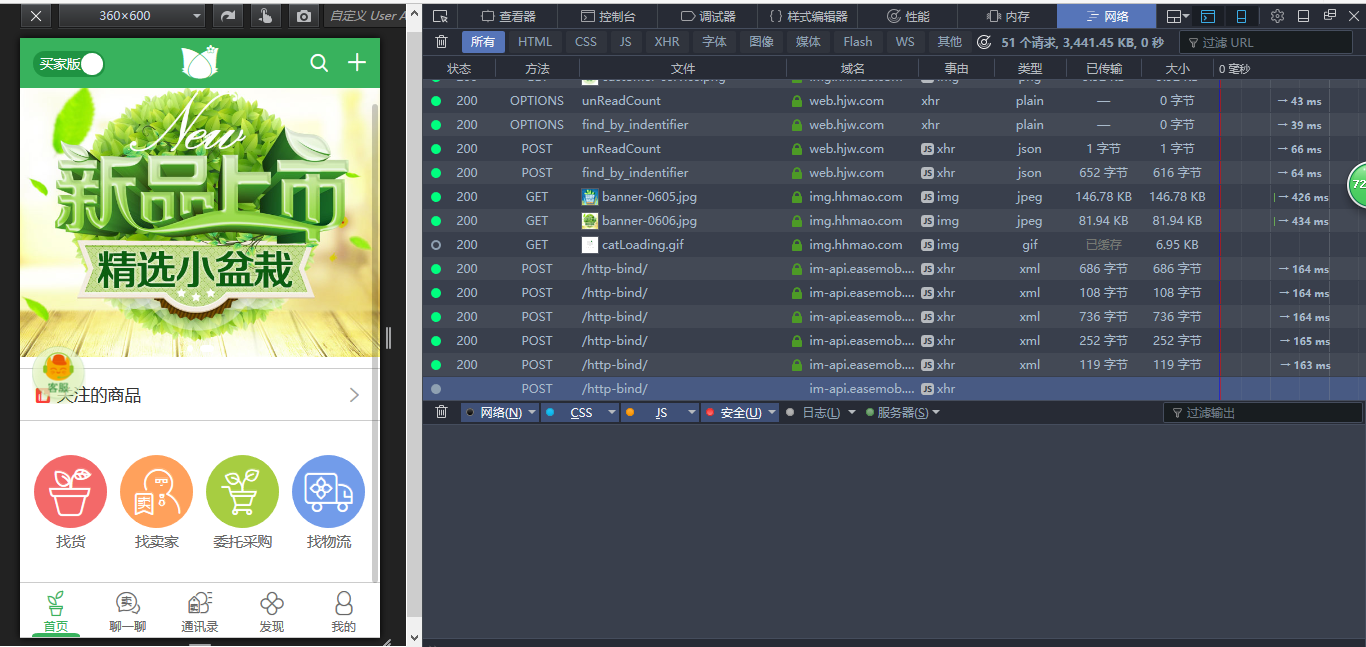 360×600
自定义 User A
查看器
控制台
调试器
{ } 样式编辑器
性能
内存
网络
所有 HTML CSS JS XHR 字体 图像 媒体 Flash WS 其他 51 个请求, 3,441.45 KB, 0 秒 过滤 URL
状态 方法 文件 域名 事由 类型 已传输 大小 0 毫秒
200 OPTIONS unReadCount web.hjw.com xhr plain — 0 字节 → 43 ms
200 OPTIONS find_by_indentifier web.hjw.com xhr plain — 0 字节 → 39 ms
200 POST unReadCount web.hjw.com JS xhr json 1 字节 1 字节 → 66 ms
200 POST find_by_indentifier web.hjw.com JS xhr json 652 字节 616 字节 → 64 ms
200 GET banner-0605.jpg img.hhmao.com JS img jpeg 146.78 KB 146.78 KB → 426 ms
200 GET banner-0606.jpg img.hhmao.com JS img jpeg 81.94 KB 81.94 KB → 434 ms
200 GET catLoading.gif img.hhmao.com JS img gif 已缓存 6.95 KB
200 POST /http-bind/ im-api.easemob.... JS xhr xml 686 字节 686 字节 → 164 ms
200 POST /http-bind/ im-api.easemob.... JS xhr xml 108 字节 108 字节 → 164 ms
200 POST /http-bind/ im-api.easemob.... JS xhr xml 736 字节 736 字节 → 164 ms
200 POST /http-bind/ im-api.easemob.... JS xhr xml 252 字节 252 字节 → 165 ms
200 POST /http-bind/ im-api.easemob.... JS xhr xml 119 字节 119 字节 → 163 ms
POST /http-bind/ im-api.easemob.... JS xhr
网络(N) CSS JS 安全(U) 日志(L) 服务器(S) 过滤输出
72
买家版
New
新品上市
精选小盆栽
客服
关注的商品
卖
找货 找卖家 委托采购 找物流
卖
首页 聊一聊 通讯录 发现 我的